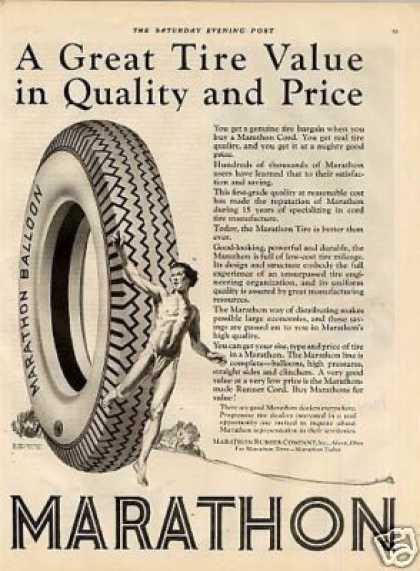 THE SATURDAY EVENING POST
A Great Tire Value
in Quality and Price
MARATHON BALLOON
You get a genuine tire bargain when you
buy a Marathon Cord. You get real tire
quality, and you get it at a mighty good
price.
Hundreds of thousands of Marathon
users have learned that to their satisfac-
tion and saving.
This first-grade quality at reasonable cost
has made the reputation of Marathon
during 15 years of specializing in cord
tire manufacture.
Today, the Marathon Tire is better than
ever.
Good-looking, powerful and durable, the
Marathon is full of low-cost tire mileage.
Its design and structure embody the full
experience of an unsurpassed tire engi-
neering organization, and its uniform
quality is assured by great manufacturing
resources.
The Marathon way of distributing makes
possible large economies, and these sav-
ings are passed on to you in Marathon's
high quality.
You can get your size, type and price of tire
in a Marathon. The Marathon line is
complete—balloons, high pressures,
straight sides and clinchers. A very good
value at a very low price is the Marathon-
made Runner Cord. Buy Marathons for
value!
There are good Marathon dealers everywhere.
Progressive tire dealers interested in a real
opportunity are invited to inquire about
Marathon representation in their territories.
MARATHON RUBBER COMPANY, Inc., Akron, Ohio
For Marathon Tires—Marathon Tubes
MARATHON